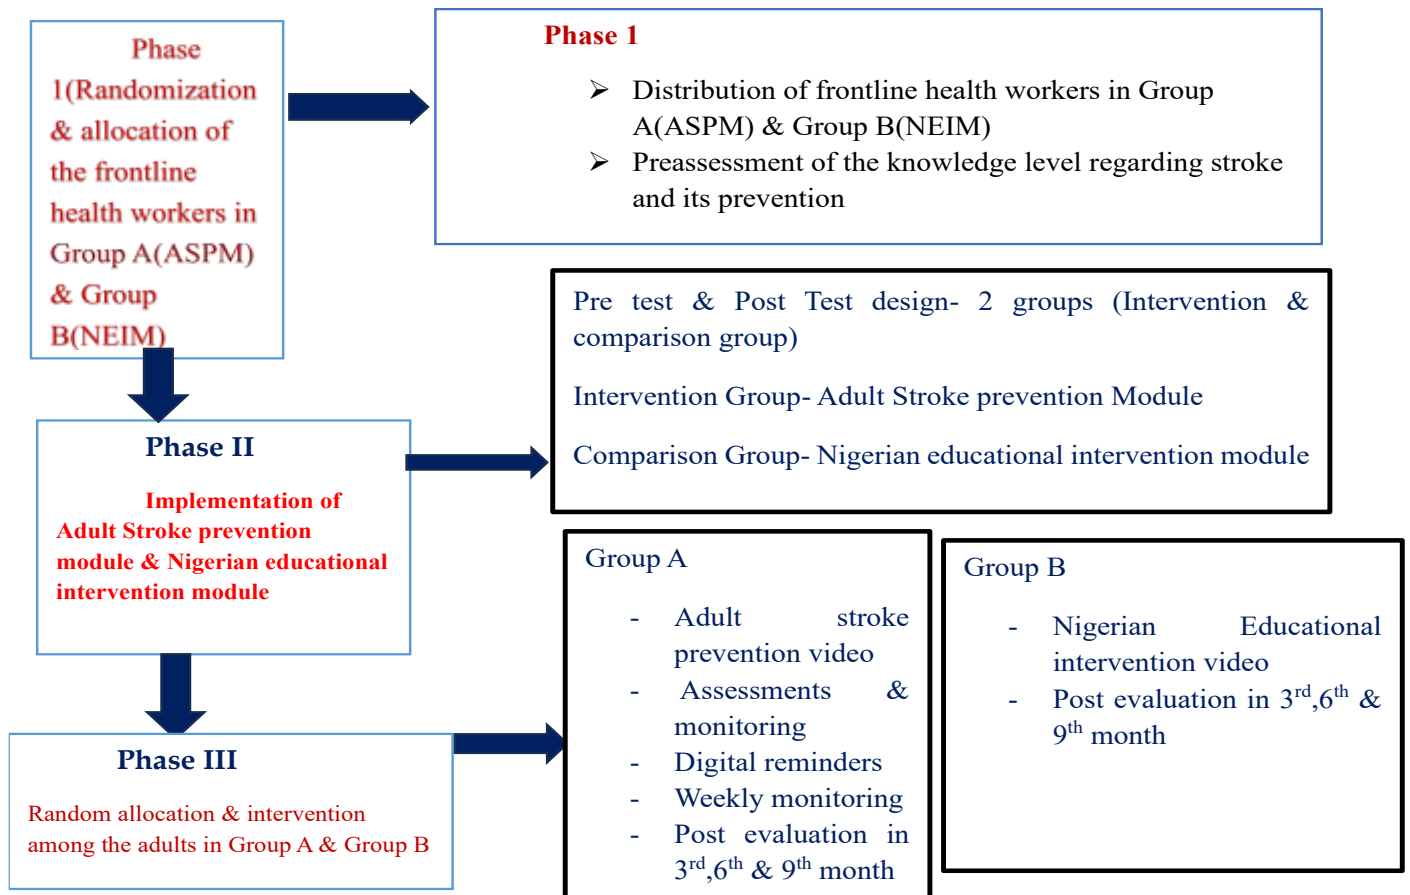 Phase
1(Randomization
& allocation of
the frontline
health workers in
Group A(ASPM)
& Group
B(NEIM)
Phase 1
➢ Distribution of frontline health workers in Group
A(ASPM) & Group B(NEIM)
➢ Preassessment of the knowledge level regarding stroke
and its prevention
Phase II
Implementation of
Adult Stroke prevention
module & Nigerian educational
intervention module
Pre test & Post Test design- 2 groups (Intervention &
comparison group)
Intervention Group- Adult Stroke prevention Module
Comparison Group- Nigerian educational intervention module
Phase III
Random allocation & intervention
among the adults in Group A & Group B
Group A
- Adult stroke
prevention video
- Assessments &
monitoring
- Digital reminders
- Weekly monitoring
- Post evaluation in
3rd,6th & 9th month
Group B
- Nigerian Educational
intervention video
- Post evaluation in 3rd,6th &
9th month